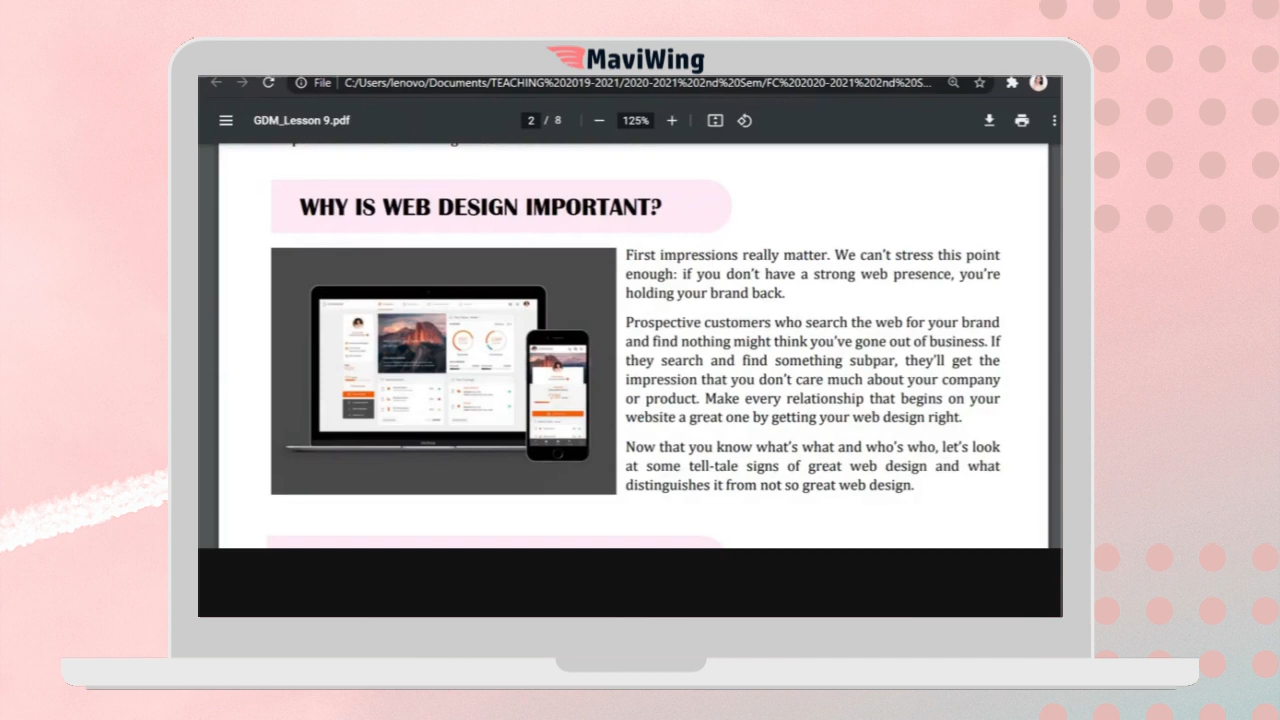 MaviWing
File C:/Users/lenovo/Documents/TEACHING%202019-2021/2020-2021%202nd%20Sem/FC%202020-2021%202nd%20S...
GDM_Lesson 9.pdf
2 / 8
125%
WHY IS WEB DESIGN IMPORTANT?
First impressions really matter. We can't stress this point
enough: if you don't have a strong web presence, you're
holding your brand back.
Prospective customers who search the web for your brand
and find nothing might think you've gone out of business. If
they search and find something subpar, they'll get the
impression that you don't care much about your company
or product. Make every relationship that begins on your
website a great one by getting your web design right.
Now that you know what's what and who's who, let's look
at some tell-tale signs of great web design and what
distinguishes it from not so great web design.